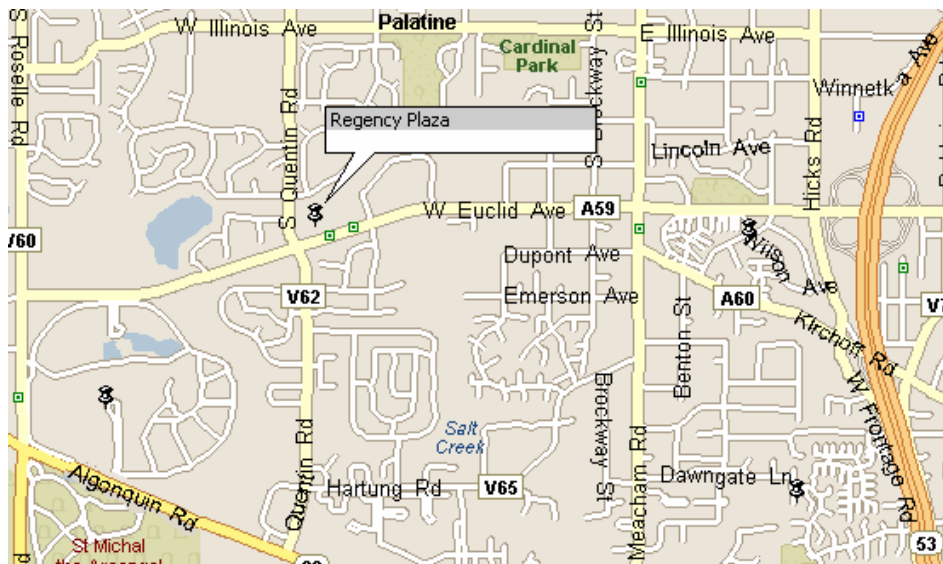 W Illinois Ave
Palatine
E Illinois Ave
Cardinal
Park
S Roselle Rd
S Quentin Rd
Winnetk
a Ave
Regency Plaza
Lincoln Ave
Hicks Rd
W Euclid Ave
A59
V60
Dupont Ave
Wilson Ave
V62
Emerson Ave
A60
Benton St
Kirchoff Rd
W Frontage Rd
Brockway St
Salt
Creek
Quentin Rd
Meacham Rd
Algonquin Rd
Hartung Rd
V65
Dawngate Ln
53
St Michal